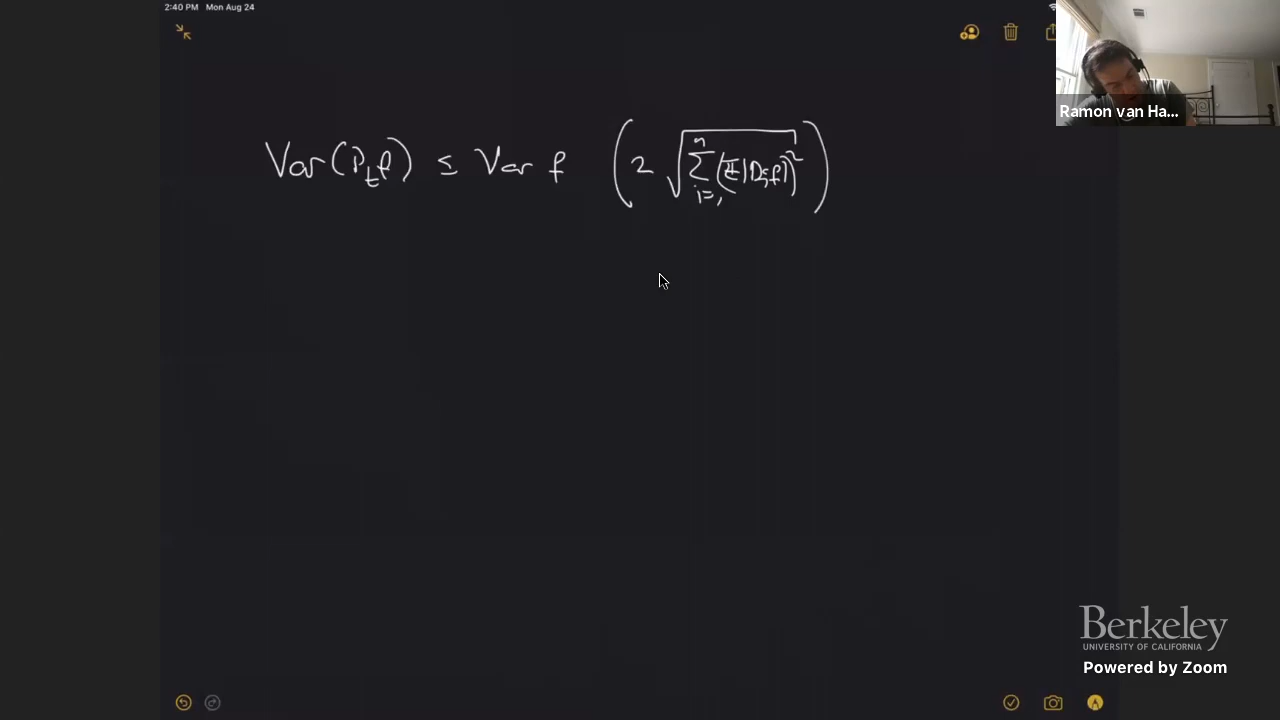 2:40 PM Mon Aug 24
Ramon van Ha...
Var(P_t f) ≤ Var f (2 √(∑_{i=1}^{n} (E|D_i f|)^2))
Berkeley
UNIVERSITY OF CALIFORNIA
Powered by Zoom